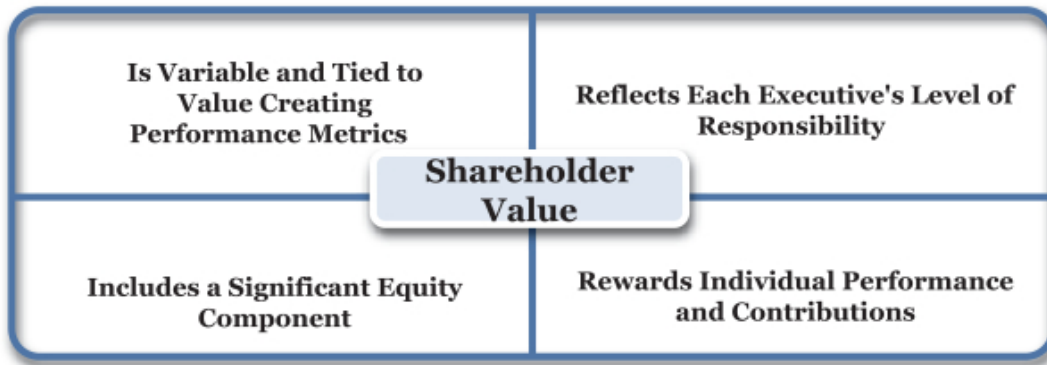 Is Variable and Tied to
Value Creating
Performance Metrics
Reflects Each Executive's Level of
Responsibility
Shareholder
Value
Includes a Significant Equity
Component
Rewards Individual Performance
and Contributions